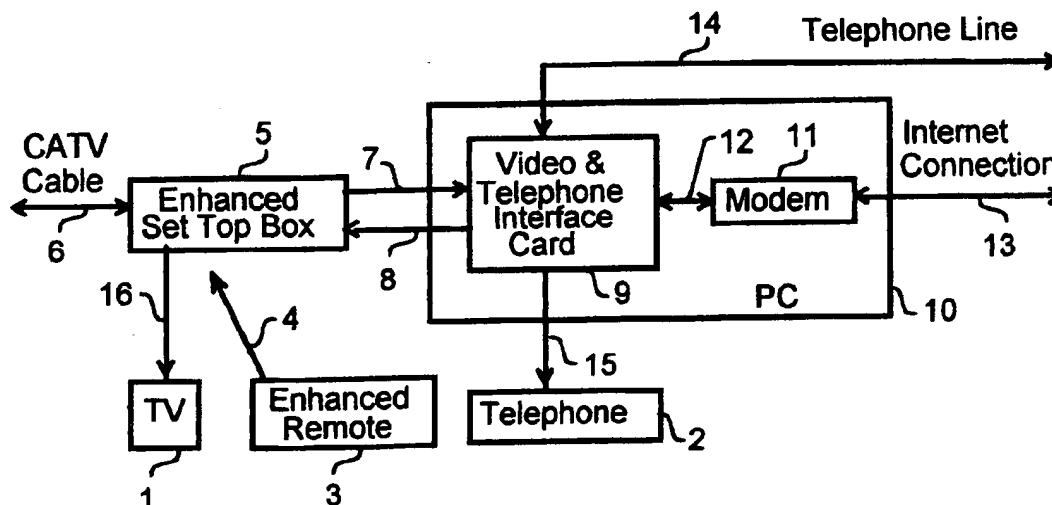 14
Telephone Line
CATV
Cable
6
5
Enhanced
Set Top Box
7
8
Video &
Telephone
Interface
Card
9
12
11
Modem
Internet
Connection
13
PC
10
16
4
15
TV
1
Enhanced
Remote
3
Telephone
2